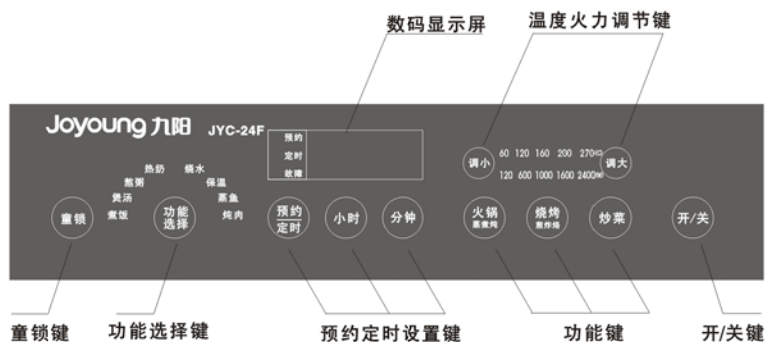 数码显示屏 温度火力调节键
Joyoung 九阳 JYC-24F
预约
定时
故障
调小 60 120 160 200 270(℃) 调大
120 600 1000 1600 2400(W)
热奶 烧水
熬粥 保温
煲汤 蒸鱼
煮饭 炖肉
童锁 功能选择 预约/定时 小时 分钟 火锅 蒸煮炖 烧烤 煎炸烙 炒菜 开/关
童锁键 功能选择键 预约定时设置键 功能键 开/关键